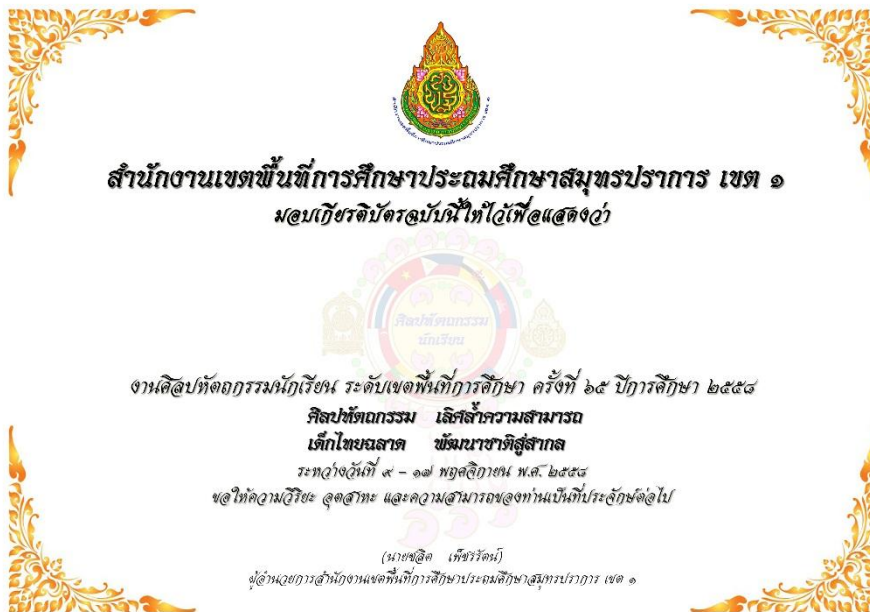 สำนักงานเขตพื้นที่การศึกษาประถมศึกษาสมุทรปราการ เขต ๑
มอบเกียรติบัตรฉบับนี้ให้ไว้เพื่อแสดงว่า
ศิลปหัตถกรรม
นักเรียน
งานศิลปหัตถกรรมนักเรียน ระดับเขตพื้นที่การศึกษา ครั้งที่ ๖๕ ปีการศึกษา ๒๕๕๘
ศิลปหัตถกรรม เลิศล้ำความสามารถ
เด็กไทยฉลาด พัฒนาชาติสู่สากล
ระหว่างวันที่ ๙ - ๑๗ พฤศจิกายน พ.ศ. ๒๕๕๘
ขอให้ความวิริยะ อุตสาหะ และความสามารถของท่านเป็นที่ประจักษ์ต่อไป
(นายชลิต เพ็ชรรัตน์)
ผู้อำนวยการสำนักงานเขตพื้นที่การศึกษาประถมศึกษาสมุทรปราการ เขต ๑